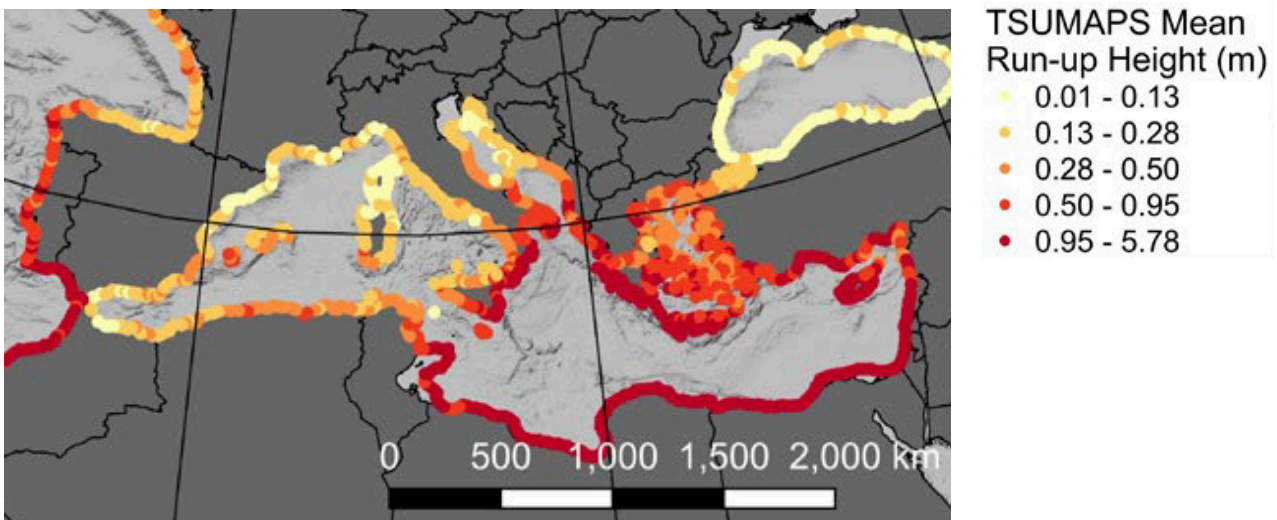 TSUMAPS Mean
Run-up Height (m)
0.01 - 0.13
0.13 - 0.28
0.28 - 0.50
0.50 - 0.95
0.95 - 5.78
0 500 1,000 1,500 2,000 km